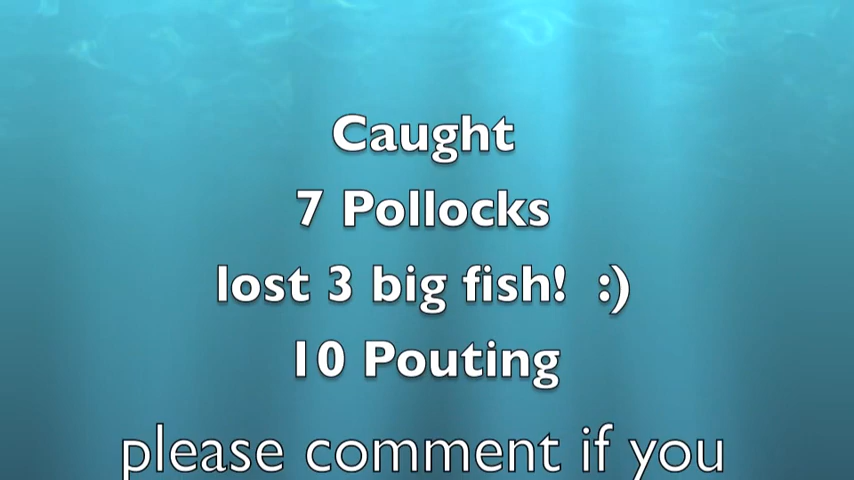 Caught
7 Pollocks
lost 3 big fish!  :)
10 Pouting
please comment if you